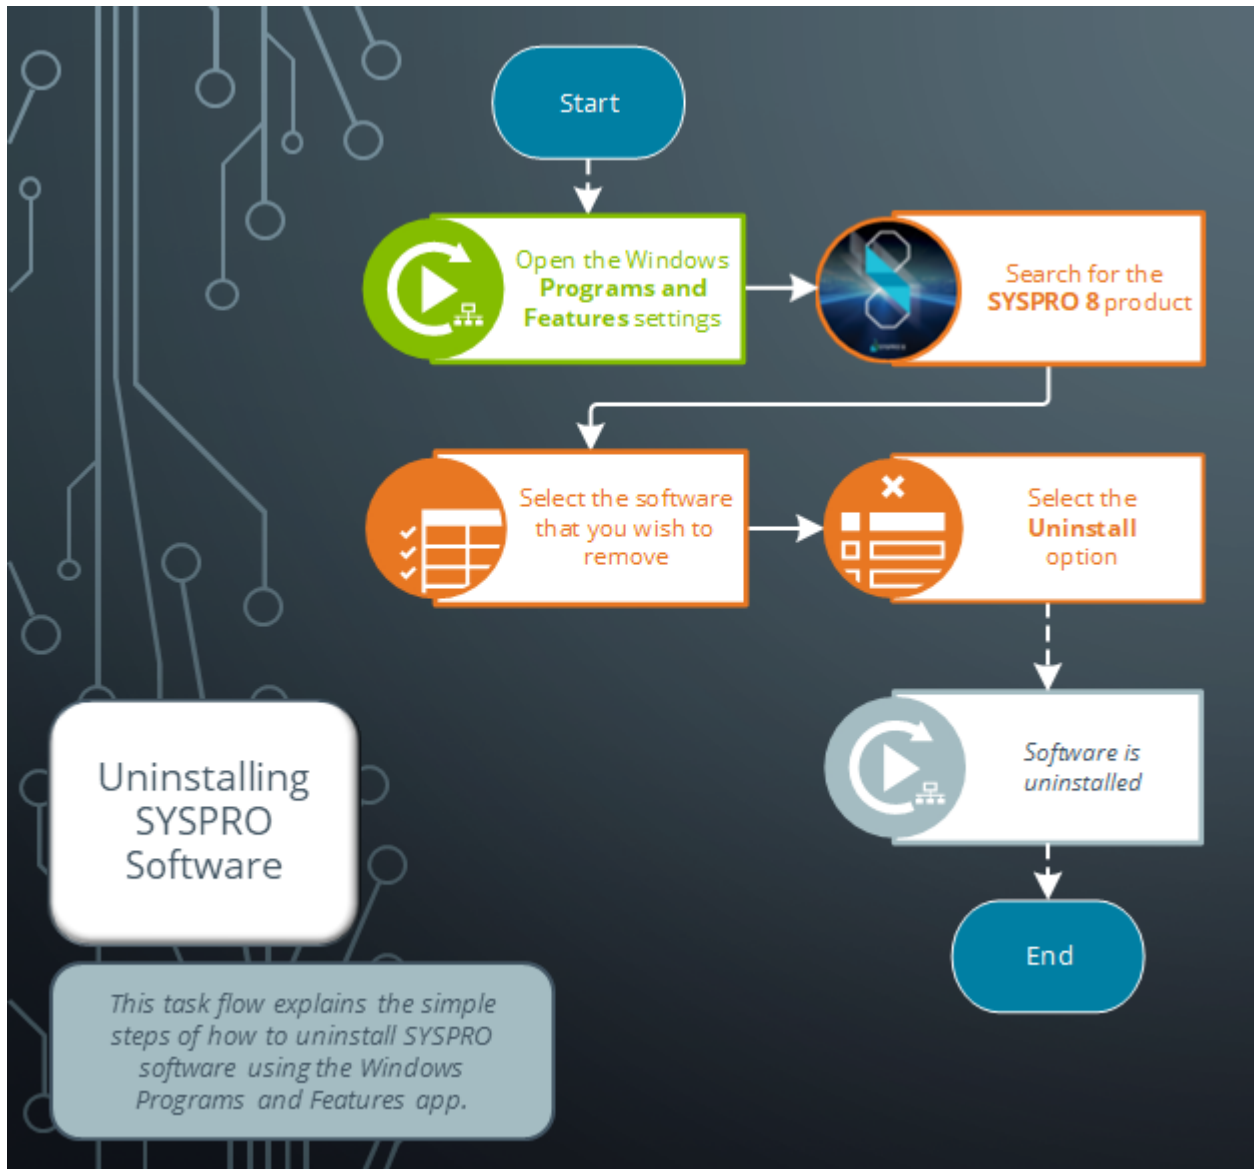 Start
Open the Windows
Programs and
Features settings
Search for the
SYSPRO 8 product
Select the software
that you wish to
remove
Select the
Uninstall
option
Software is
uninstalled
End
Uninstalling
SYSPRO
Software
This task flow explains the simple
steps of how to uninstall SYSPRO
software using the Windows
Programs and Features app.